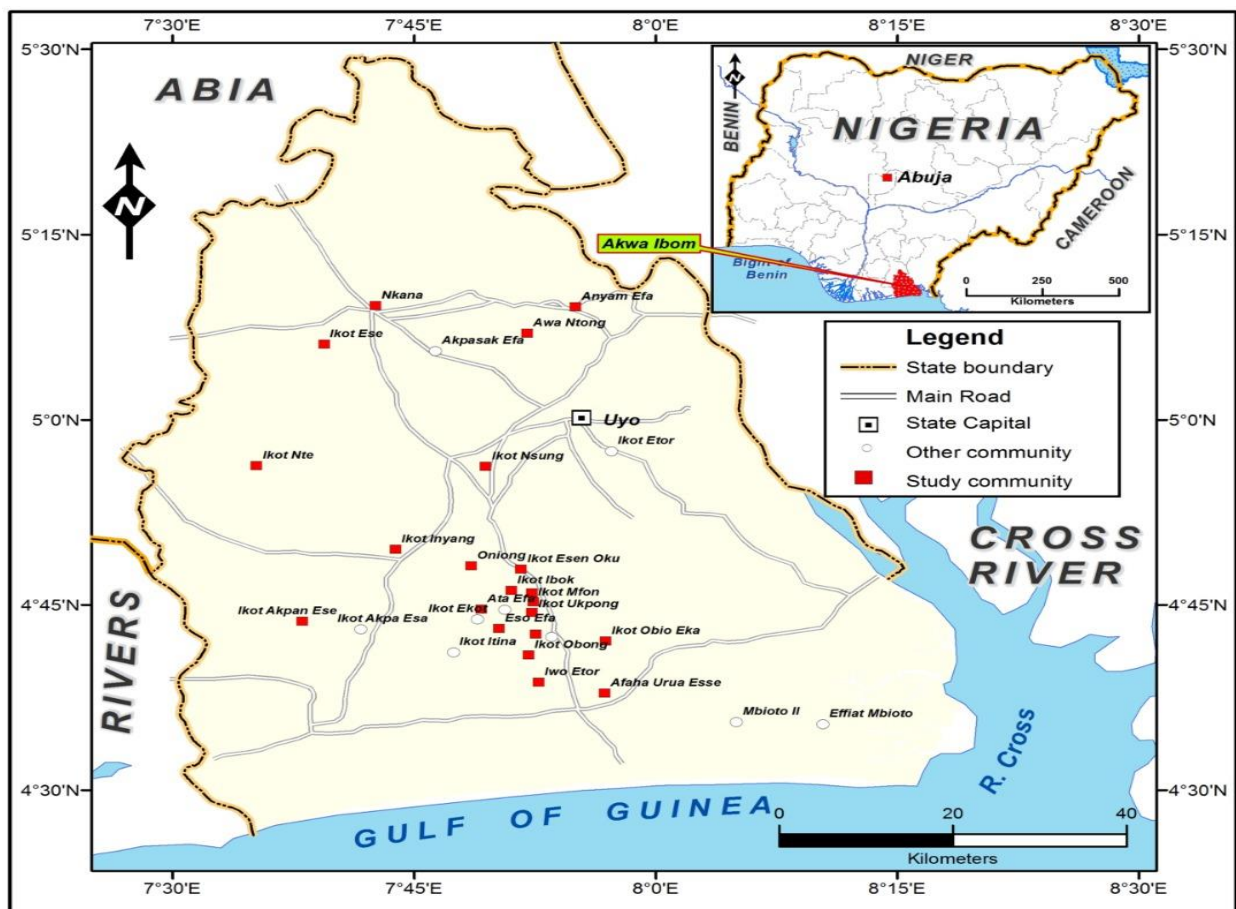 7°30'E
7°45'E
8°0'E
8°15'E
8°30'E
5°30'N
5°30'N
ABIA
N
NIGER
BENIN
N
NIGERIA
Abuja
CAMEROON
Akwa Ibom
Bight of
Benin
0 250 500
Kilometers
5°15'N
5°15'N
Nkana
Anyam Efa
Ikot Ese
Akpasak Efa
Awa Ntong
Legend
State boundary
Main Road
State Capital
Other community
Study community
5°0'N
5°0'N
Uyo
Ikot Etor
Ikot Nte
Ikot Nsung
Ikot Inyang
Oniong
Ikot Esen Oku
Ikot Ibok
Ikot Mfon
Ata Efa
Ikot Ekot
Ikot Ukpong
Eso Efa
Ikot Akpan Ese
Ikot Akpa Esa
Ikot Itina
Ikot Obong
Ikot Obio Eka
Iwo Etor
Afaha Urua Esse
Mbioto II
Effiat Mbioto
CROSS
RIVER
4°45'N
4°45'N
RIVERS
R. Cross
4°30'N
4°30'N
GULF OF GUINEA
0 20 40
Kilometers
7°30'E
7°45'E
8°0'E
8°15'E
8°30'E